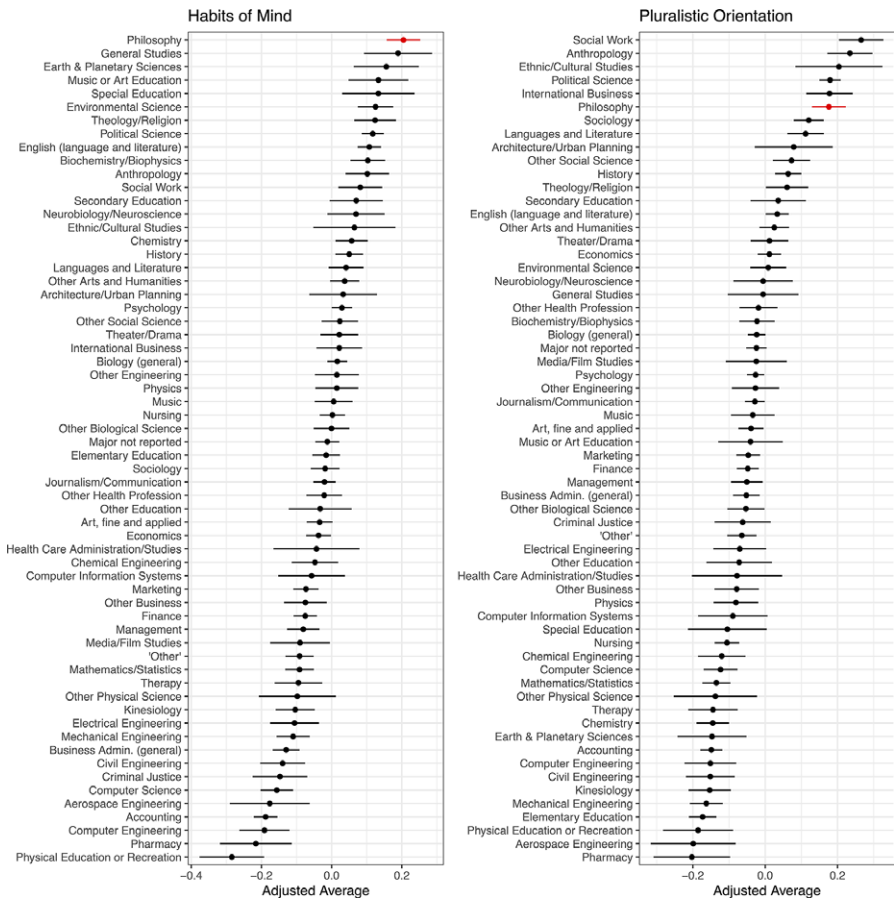 Habits of Mind
Philosophy
General Studies
Earth & Planetary Sciences
Music or Art Education
Special Education
Environmental Science
Theology/Religion
Political Science
English (language and literature)
Biochemistry/Biophysics
Anthropology
Social Work
Secondary Education
Neurobiology/Neuroscience
Ethnic/Cultural Studies
Chemistry
History
Languages and Literature
Other Arts and Humanities
Architecture/Urban Planning
Psychology
Other Social Science
Theater/Drama
International Business
Biology (general)
Other Engineering
Physics
Music
Nursing
Other Biological Science
Major not reported
Elementary Education
Sociology
Journalism/Communication
Other Health Profession
Other Education
Art, fine and applied
Economics
Health Care Administration/Studies
Chemical Engineering
Computer Information Systems
Marketing
Other Business
Finance
Management
Media/Film Studies
'Other'
Mathematics/Statistics
Therapy
Other Physical Science
Kinesiology
Electrical Engineering
Mechanical Engineering
Business Admin. (general)
Civil Engineering
Criminal Justice
Computer Science
Aerospace Engineering
Accounting
Computer Engineering
Pharmacy
Physical Education or Recreation
−0.4 −0.2 0.0 0.2
Adjusted Average
Pluralistic Orientation
Social Work
Anthropology
Ethnic/Cultural Studies
Political Science
International Business
Philosophy
Sociology
Languages and Literature
Architecture/Urban Planning
Other Social Science
History
Theology/Religion
Secondary Education
English (language and literature)
Other Arts and Humanities
Theater/Drama
Economics
Environmental Science
Neurobiology/Neuroscience
General Studies
Other Health Profession
Biochemistry/Biophysics
Biology (general)
Major not reported
Media/Film Studies
Psychology
Other Engineering
Journalism/Communication
Music
Art, fine and applied
Music or Art Education
Marketing
Finance
Management
Business Admin. (general)
Other Biological Science
Criminal Justice
'Other'
Electrical Engineering
Other Education
Health Care Administration/Studies
Other Business
Physics
Computer Information Systems
Special Education
Nursing
Chemical Engineering
Computer Science
Mathematics/Statistics
Other Physical Science
Therapy
Chemistry
Earth & Planetary Sciences
Accounting
Computer Engineering
Civil Engineering
Kinesiology
Mechanical Engineering
Elementary Education
Physical Education or Recreation
Aerospace Engineering
Pharmacy
−0.2 0.0 0.2
Adjusted Average